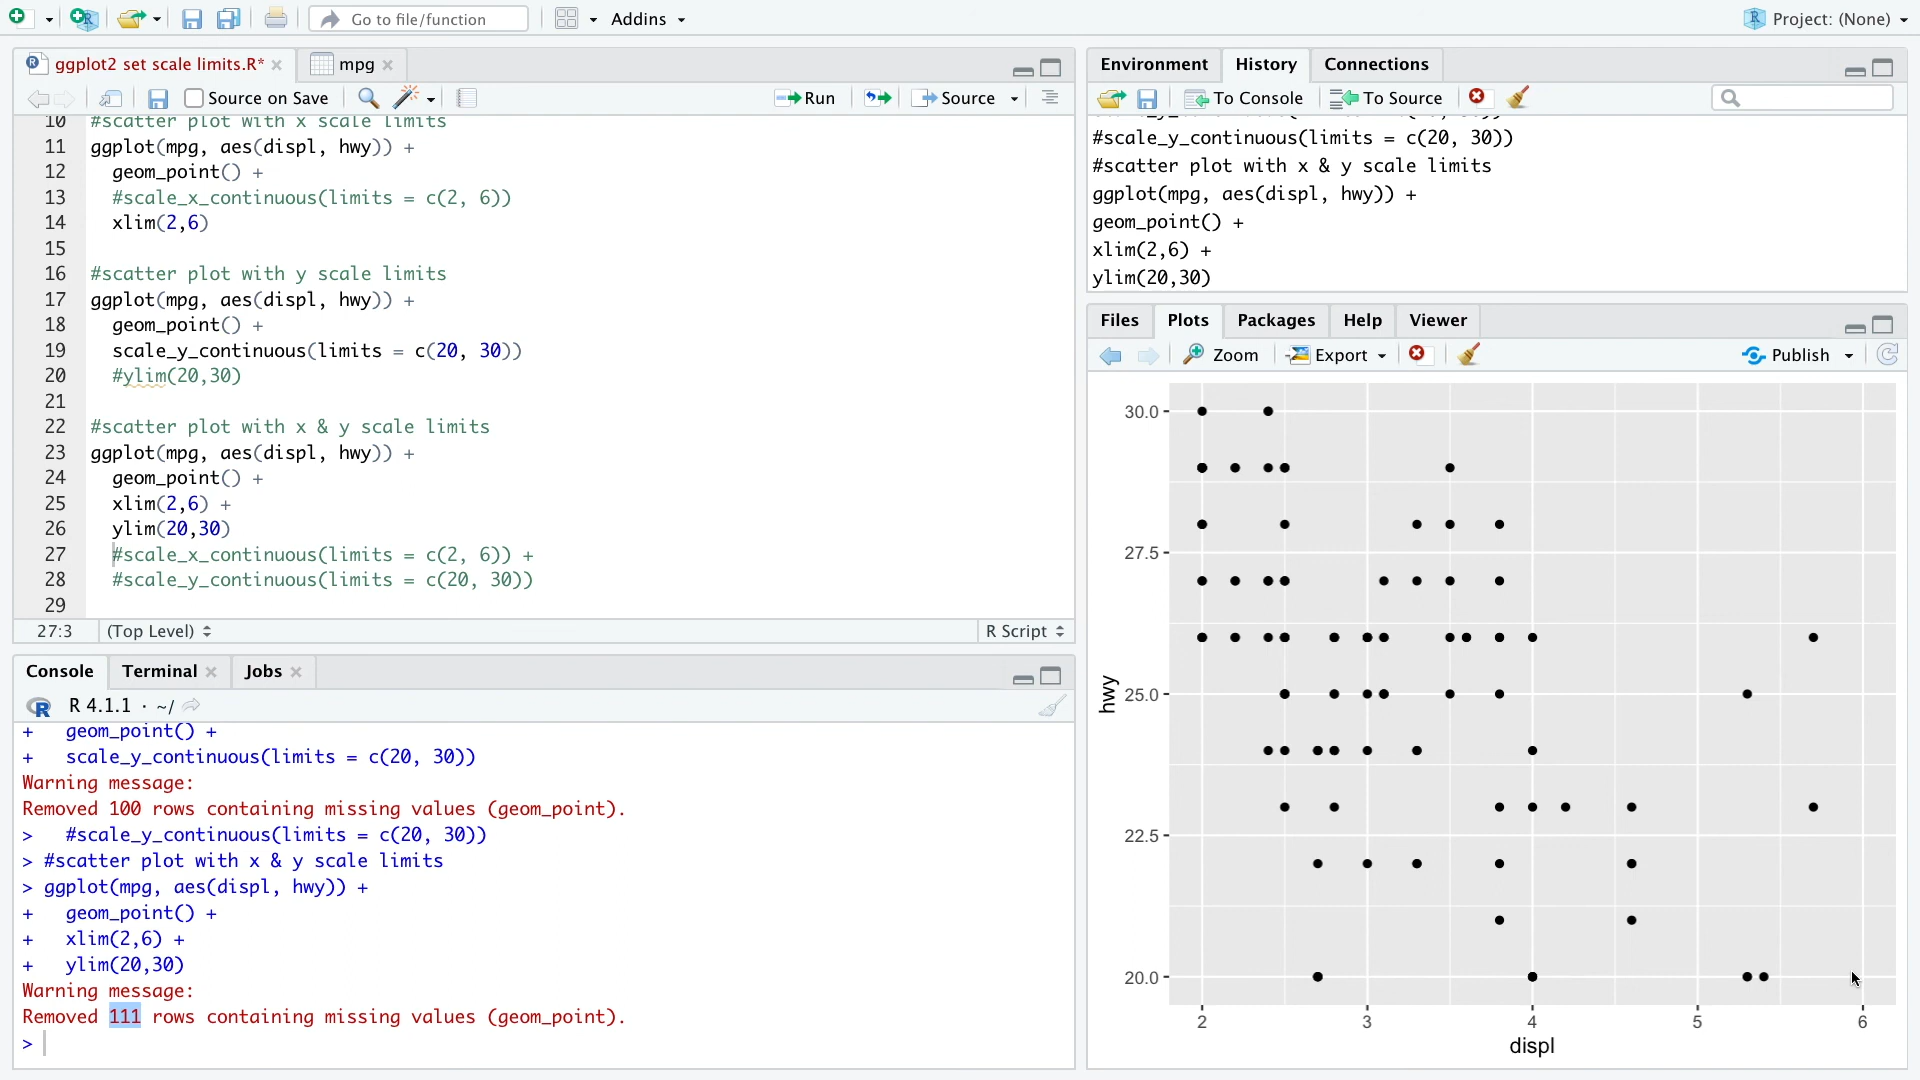 Go to file/function
Addins
Project: (None)
ggplot2 set scale limits.R*
mpg
Source on Save
Run
Source
10 #scatter plot with x scale limits
11 ggplot(mpg, aes(displ, hwy)) +
12 geom_point() +
13 #scale_x_continuous(limits = c(2, 6))
14 xlim(2,6)
15
16 #scatter plot with y scale limits
17 ggplot(mpg, aes(displ, hwy)) +
18 geom_point() +
19 scale_y_continuous(limits = c(20, 30))
20 #ylim(20,30)
21
22 #scatter plot with x & y scale limits
23 ggplot(mpg, aes(displ, hwy)) +
24 geom_point() +
25 xlim(2,6) +
26 ylim(20,30)
27 #scale_x_continuous(limits = c(2, 6)) +
28 #scale_y_continuous(limits = c(20, 30))
29
27:3 (Top Level) R Script
Console Terminal Jobs
R 4.1.1 · ~/
+ geom_point() +
+ scale_y_continuous(limits = c(20, 30))
Warning message:
Removed 100 rows containing missing values (geom_point).
> #scale_y_continuous(limits = c(20, 30))
> #scatter plot with x & y scale limits
> ggplot(mpg, aes(displ, hwy)) +
+ geom_point() +
+ xlim(2,6) +
+ ylim(20,30)
Warning message:
Removed 111 rows containing missing values (geom_point).
>
Environment History Connections
To Console To Source
#scale_y_continuous(limits = c(20, 30))
#scatter plot with x & y scale limits
ggplot(mpg, aes(displ, hwy)) +
geom_point() +
xlim(2,6) +
ylim(20,30)
Files Plots Packages Help Viewer
Zoom Export Publish
30.0
27.5
25.0
22.5
20.0
hwy
2 3 4 5 6
displ